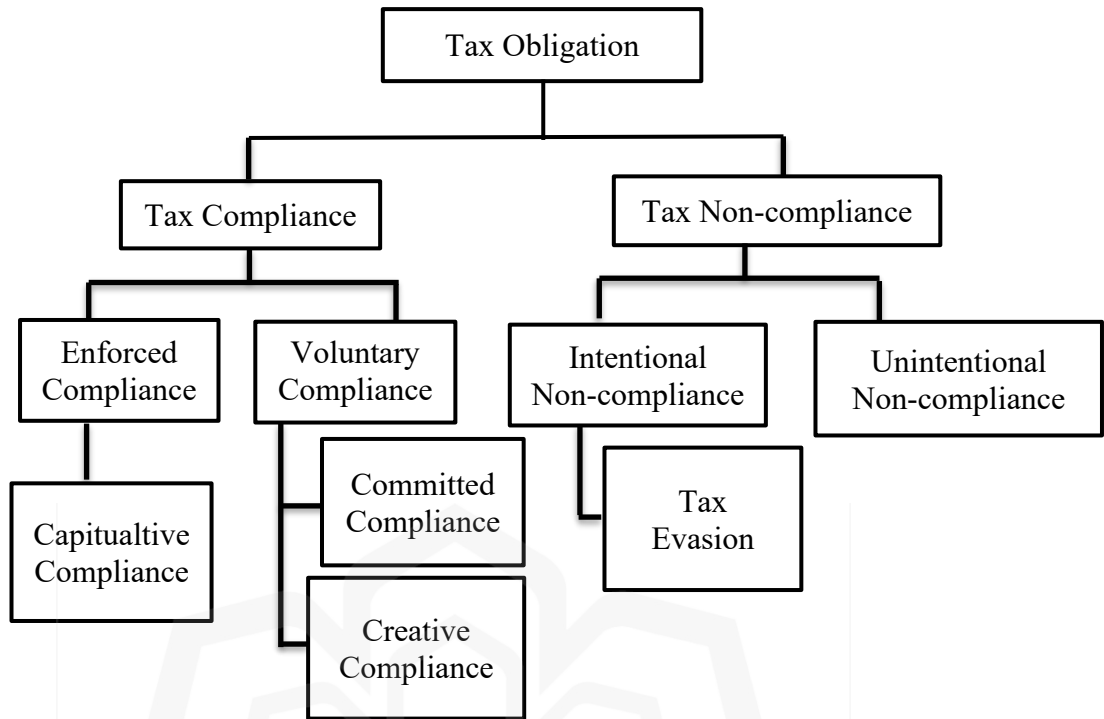 Tax Obligation
Tax Compliance
Tax Non-compliance
Enforced
Compliance
Voluntary
Compliance
Intentional
Non-compliance
Unintentional
Non-compliance
Capitualtive
Compliance
Committed
Compliance
Creative
Compliance
Tax
Evasion